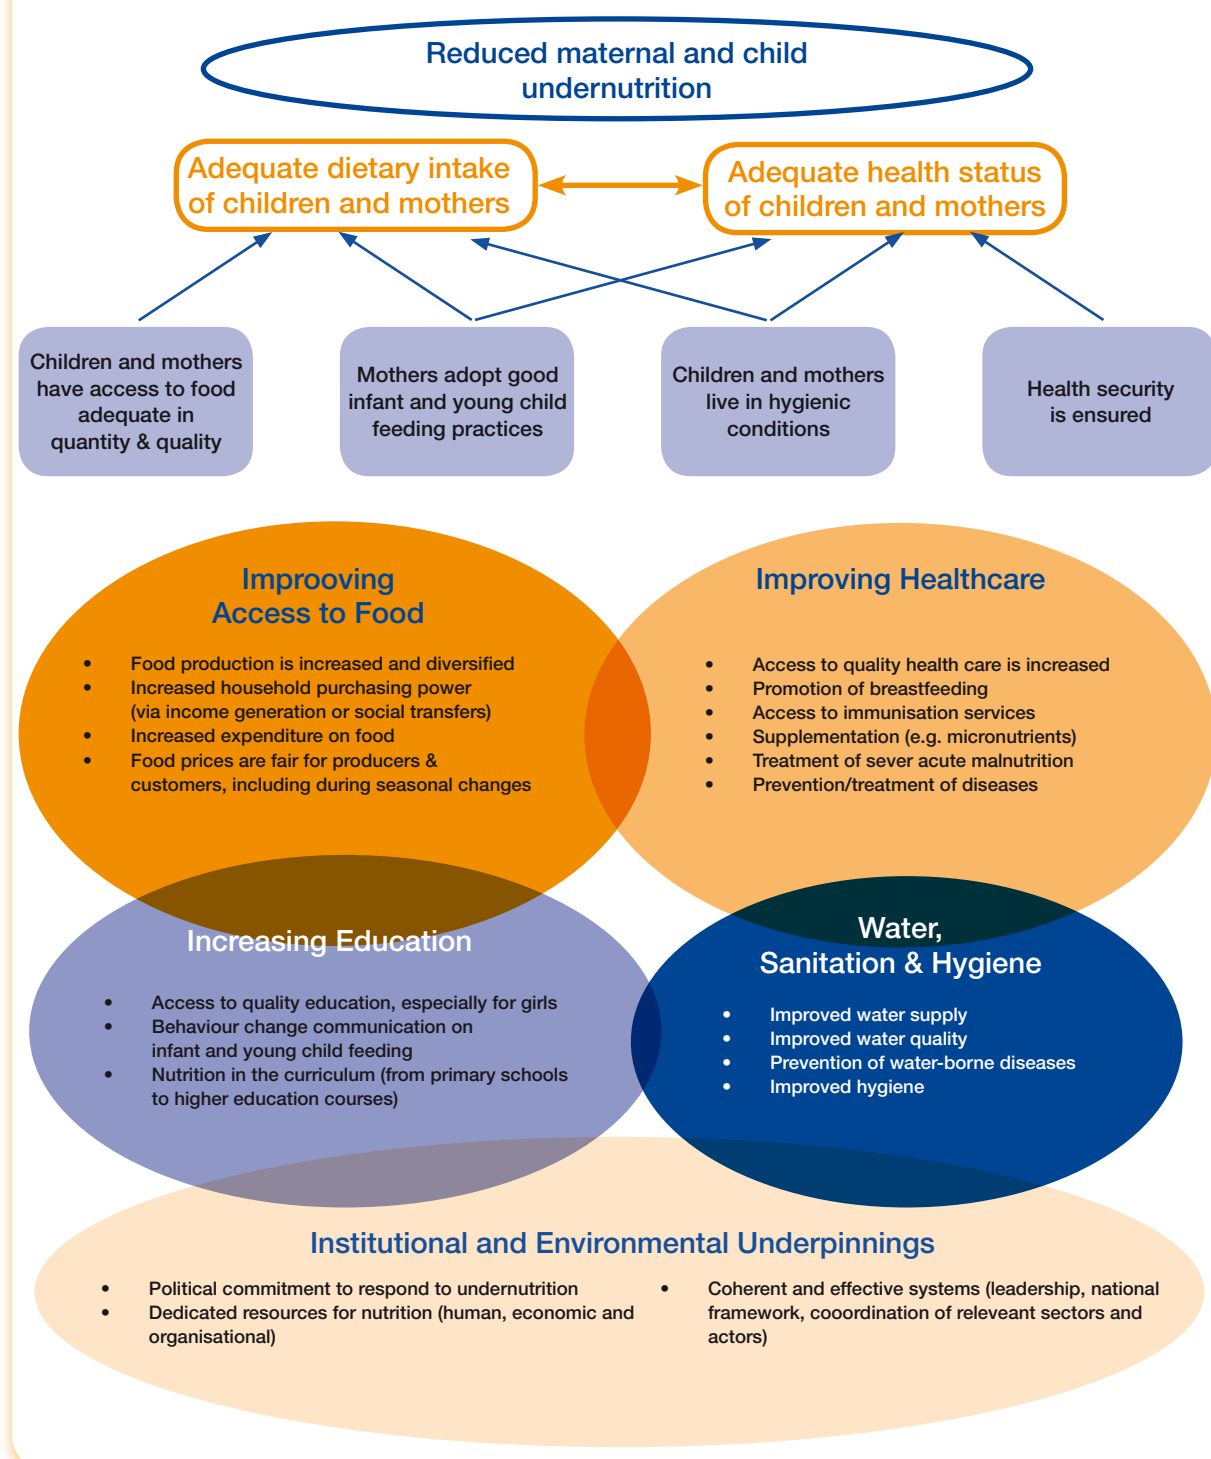 Reduced maternal and child
undernutrition
Adequate dietary intake
of children and mothers
Adequate health status
of children and mothers
Children and mothers
have access to food
adequate in
quantity & quality
Mothers adopt good
infant and young child
feeding practices
Children and mothers
live in hygienic
conditions
Health security
is ensured
Improoving
Access to Food
• Food production is increased and diversified
• Increased household purchasing power
(via income generation or social transfers)
• Increased expenditure on food
• Food prices are fair for producers &
customers, including during seasonal changes
Improving Healthcare
• Access to quality health care is increased
• Promotion of breastfeeding
• Access to immunisation services
• Supplementation (e.g. micronutrients)
• Treatment of sever acute malnutrition
• Prevention/treatment of diseases
Increasing Education
• Access to quality education, especially for girls
• Behaviour change communication on
infant and young child feeding
• Nutrition in the curriculum (from primary schools
to higher education courses)
Water,
Sanitation & Hygiene
• Improved water supply
• Improved water quality
• Prevention of water-borne diseases
• Improved hygiene
Institutional and Environmental Underpinnings
• Political commitment to respond to undernutrition
• Dedicated resources for nutrition (human, economic and
organisational)
• Coherent and effective systems (leadership, national
framework, cooordination of releveant sectors and
actors)